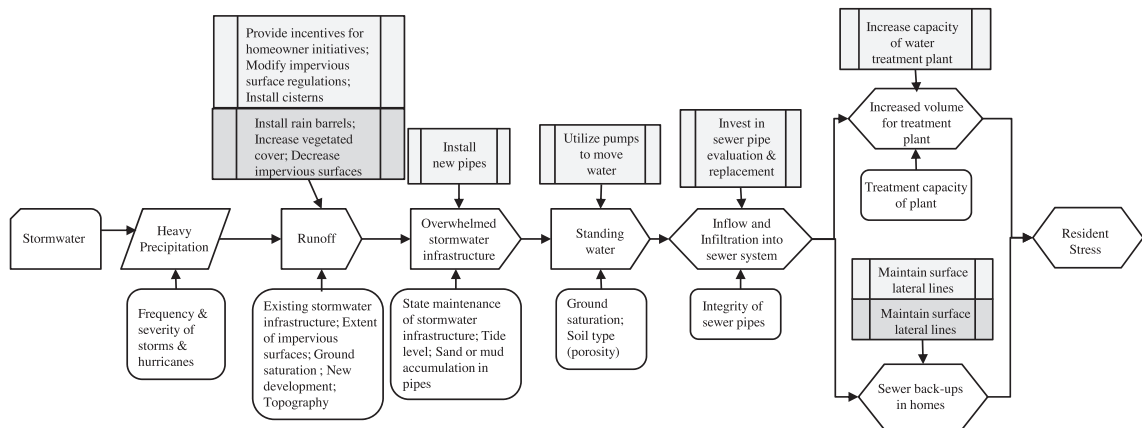 Provide incentives for
homeowner initiatives;
Modify impervious
surface regulations;
Install cisterns
Install rain barrels;
Increase vegetated
cover; Decrease
impervious surfaces
Install
new pipes
Utilize pumps
to move
water
Invest in
sewer pipe
evaluation &
replacement
Increase capacity
of water
treatment plant
Increased volume
for treatment
plant
Treatment capacity
of plant
Stormwater
Heavy
Precipitation
Runoff
Overwhelmed
stormwater
infrastructure
Standing
water
Inflow and
Infiltration into
sewer system
Resident
Stress
Frequency &
severity of
storms &
hurricanes
Existing stormwater
infrastructure; Extent
of impervious
surfaces; Ground
saturation ; New
development;
Topography
State maintenance
of stormwater
infrastructure; Tide
level; Sand or mud
accumulation in
pipes
Ground
saturation;
Soil type
(porosity)
Integrity of
sewer pipes
Maintain surface
lateral lines
Maintain surface
lateral lines
Sewer back-ups
in homes